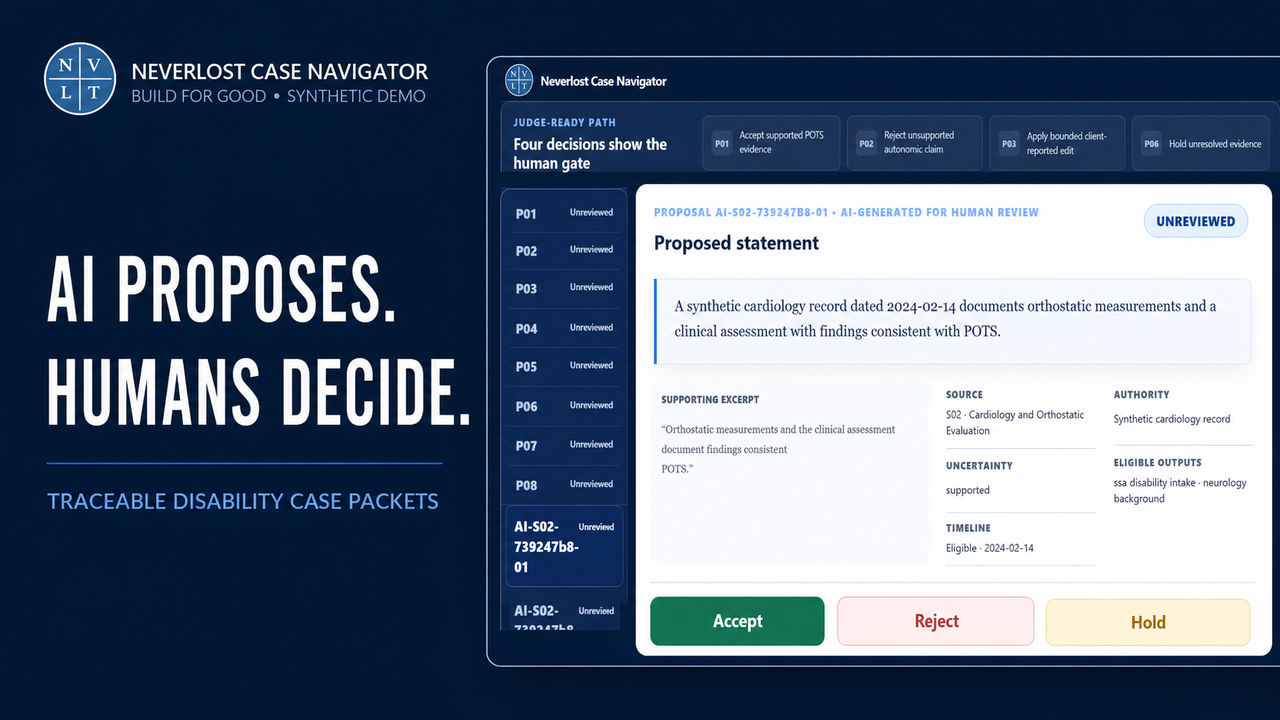 N V
L T
NEVERLOST CASE NAVIGATOR
BUILD FOR GOOD • SYNTHETIC DEMO
AI PROPOSES.
HUMANS DECIDE.
TRACEABLE DISABILITY CASE PACKETS
N V
L T
Neverlost Case Navigator
JUDGE-READY PATH
Four decisions show the
human gate
P01
Accept supported POTS
evidence
P02
Reject unsupported
autonomic claim
P03
Apply bounded client-
reported edit
P06
Hold unresolved evidence
P01 Unreviewed
P02 Unreviewed
P03 Unreviewed
P04 Unreviewed
P05 Unreviewed
P06 Unreviewed
P07 Unreviewed
P08 Unreviewed
AI-S02- Unreviewed
739247b8-
01
AI-S02- Unreviewed
739247b8
PROPOSAL AI-S02-739247B8-01 • AI-GENERATED FOR HUMAN REVIEW
UNREVIEWED
Proposed statement
A synthetic cardiology record dated 2024-02-14 documents orthostatic measurements and a
clinical assessment with findings consistent with POTS.
SUPPORTING EXCERPT
“Orthostatic measurements and the clinical assessment
document findings consistent
POTS.”
SOURCE
S02 · Cardiology and Orthostatic
Evaluation
AUTHORITY
Synthetic cardiology record
UNCERTAINTY
supported
ELIGIBLE OUTPUTS
ssa disability intake · neurology
background
TIMELINE
Eligible · 2024-02-14
Accept
Reject
Hold